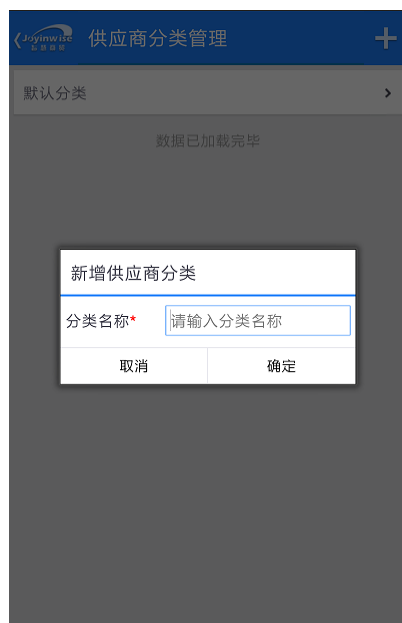 Joyinwise
供应商分类管理
默认分类
数据已加载完毕
新增供应商分类
分类名称*
请输入分类名称
取消
确定